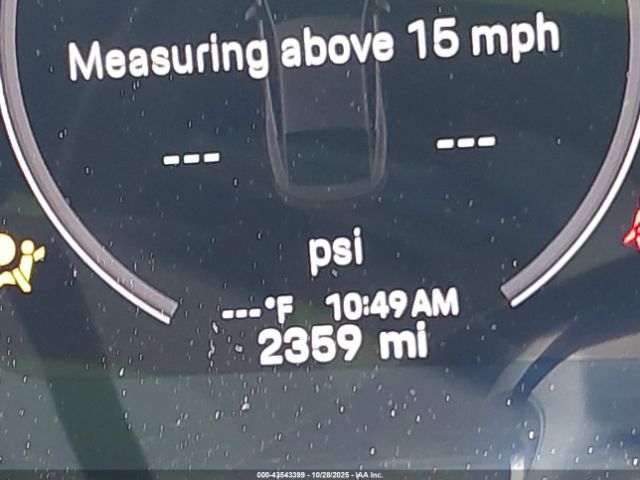 Measuring above 15 mph
--- ---
psi
---°F 10:49 AM
2359 mi
000-43543399 - 10/28/2025 - IAA Inc.